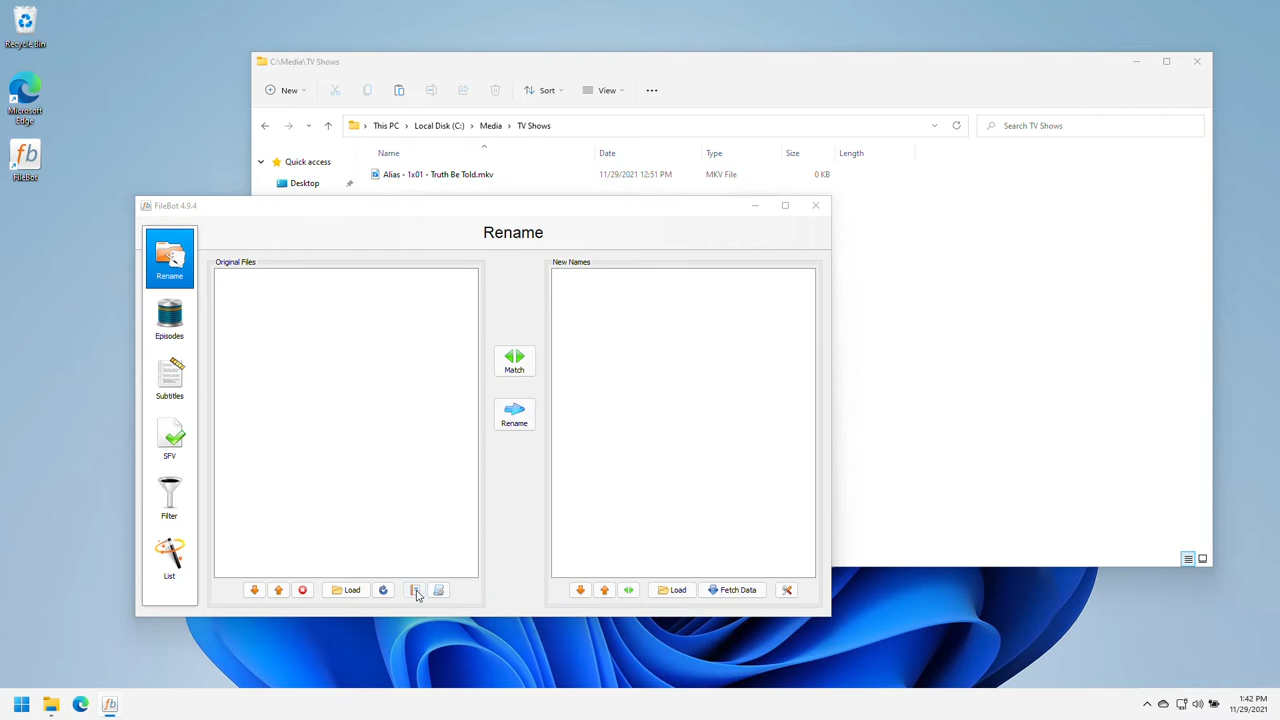 Recycle Bin
Microsoft
Edge
fb
FileBot
C:\Media\TV Shows
New
Sort
View
This PC
Local Disk (C:)
Media
TV Shows
Search TV Shows
Name
Date
Type
Size
Length
Quick access
Desktop
Alias - 1x01 - Truth Be Told.mkv
11/29/2021 12:51 PM
MKV File
0 KB
fb FileBot 4.9.4
Rename
Rename
Episodes
Subtitles
SFV
Filter
List
Original Files
New Names
Match
Rename
Load
Load
Fetch Data
fb
1:42 PM
11/29/2021